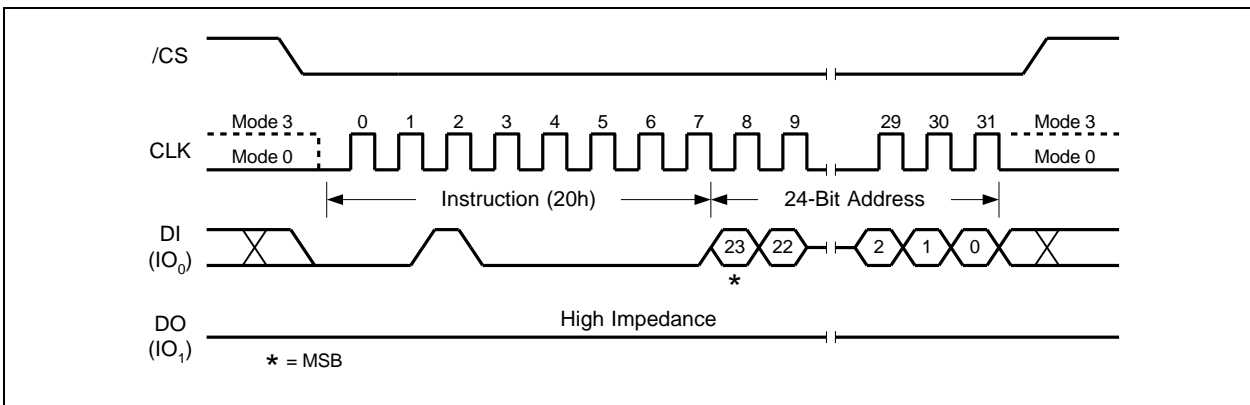 /CS
Mode 3 0 1 2 3 4 5 6 7 8 9 29 30 31 Mode 3
CLK
Mode 0 Mode 0
Instruction (20h) 24-Bit Address
DI
(IO0)
23 22 2 1 0
*
High Impedance
DO
(IO1)
* = MSB